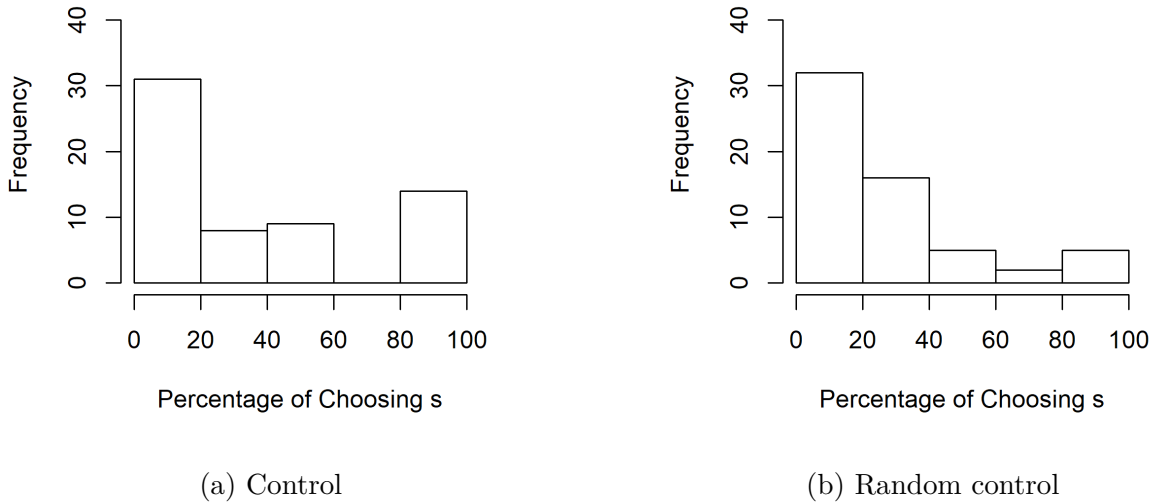 Frequency
0 10 20 30 40
0 20 40 60 80 100
Percentage of Choosing s
(a) Control
Frequency
0 10 20 30 40
0 20 40 60 80 100
Percentage of Choosing s
(b) Random control